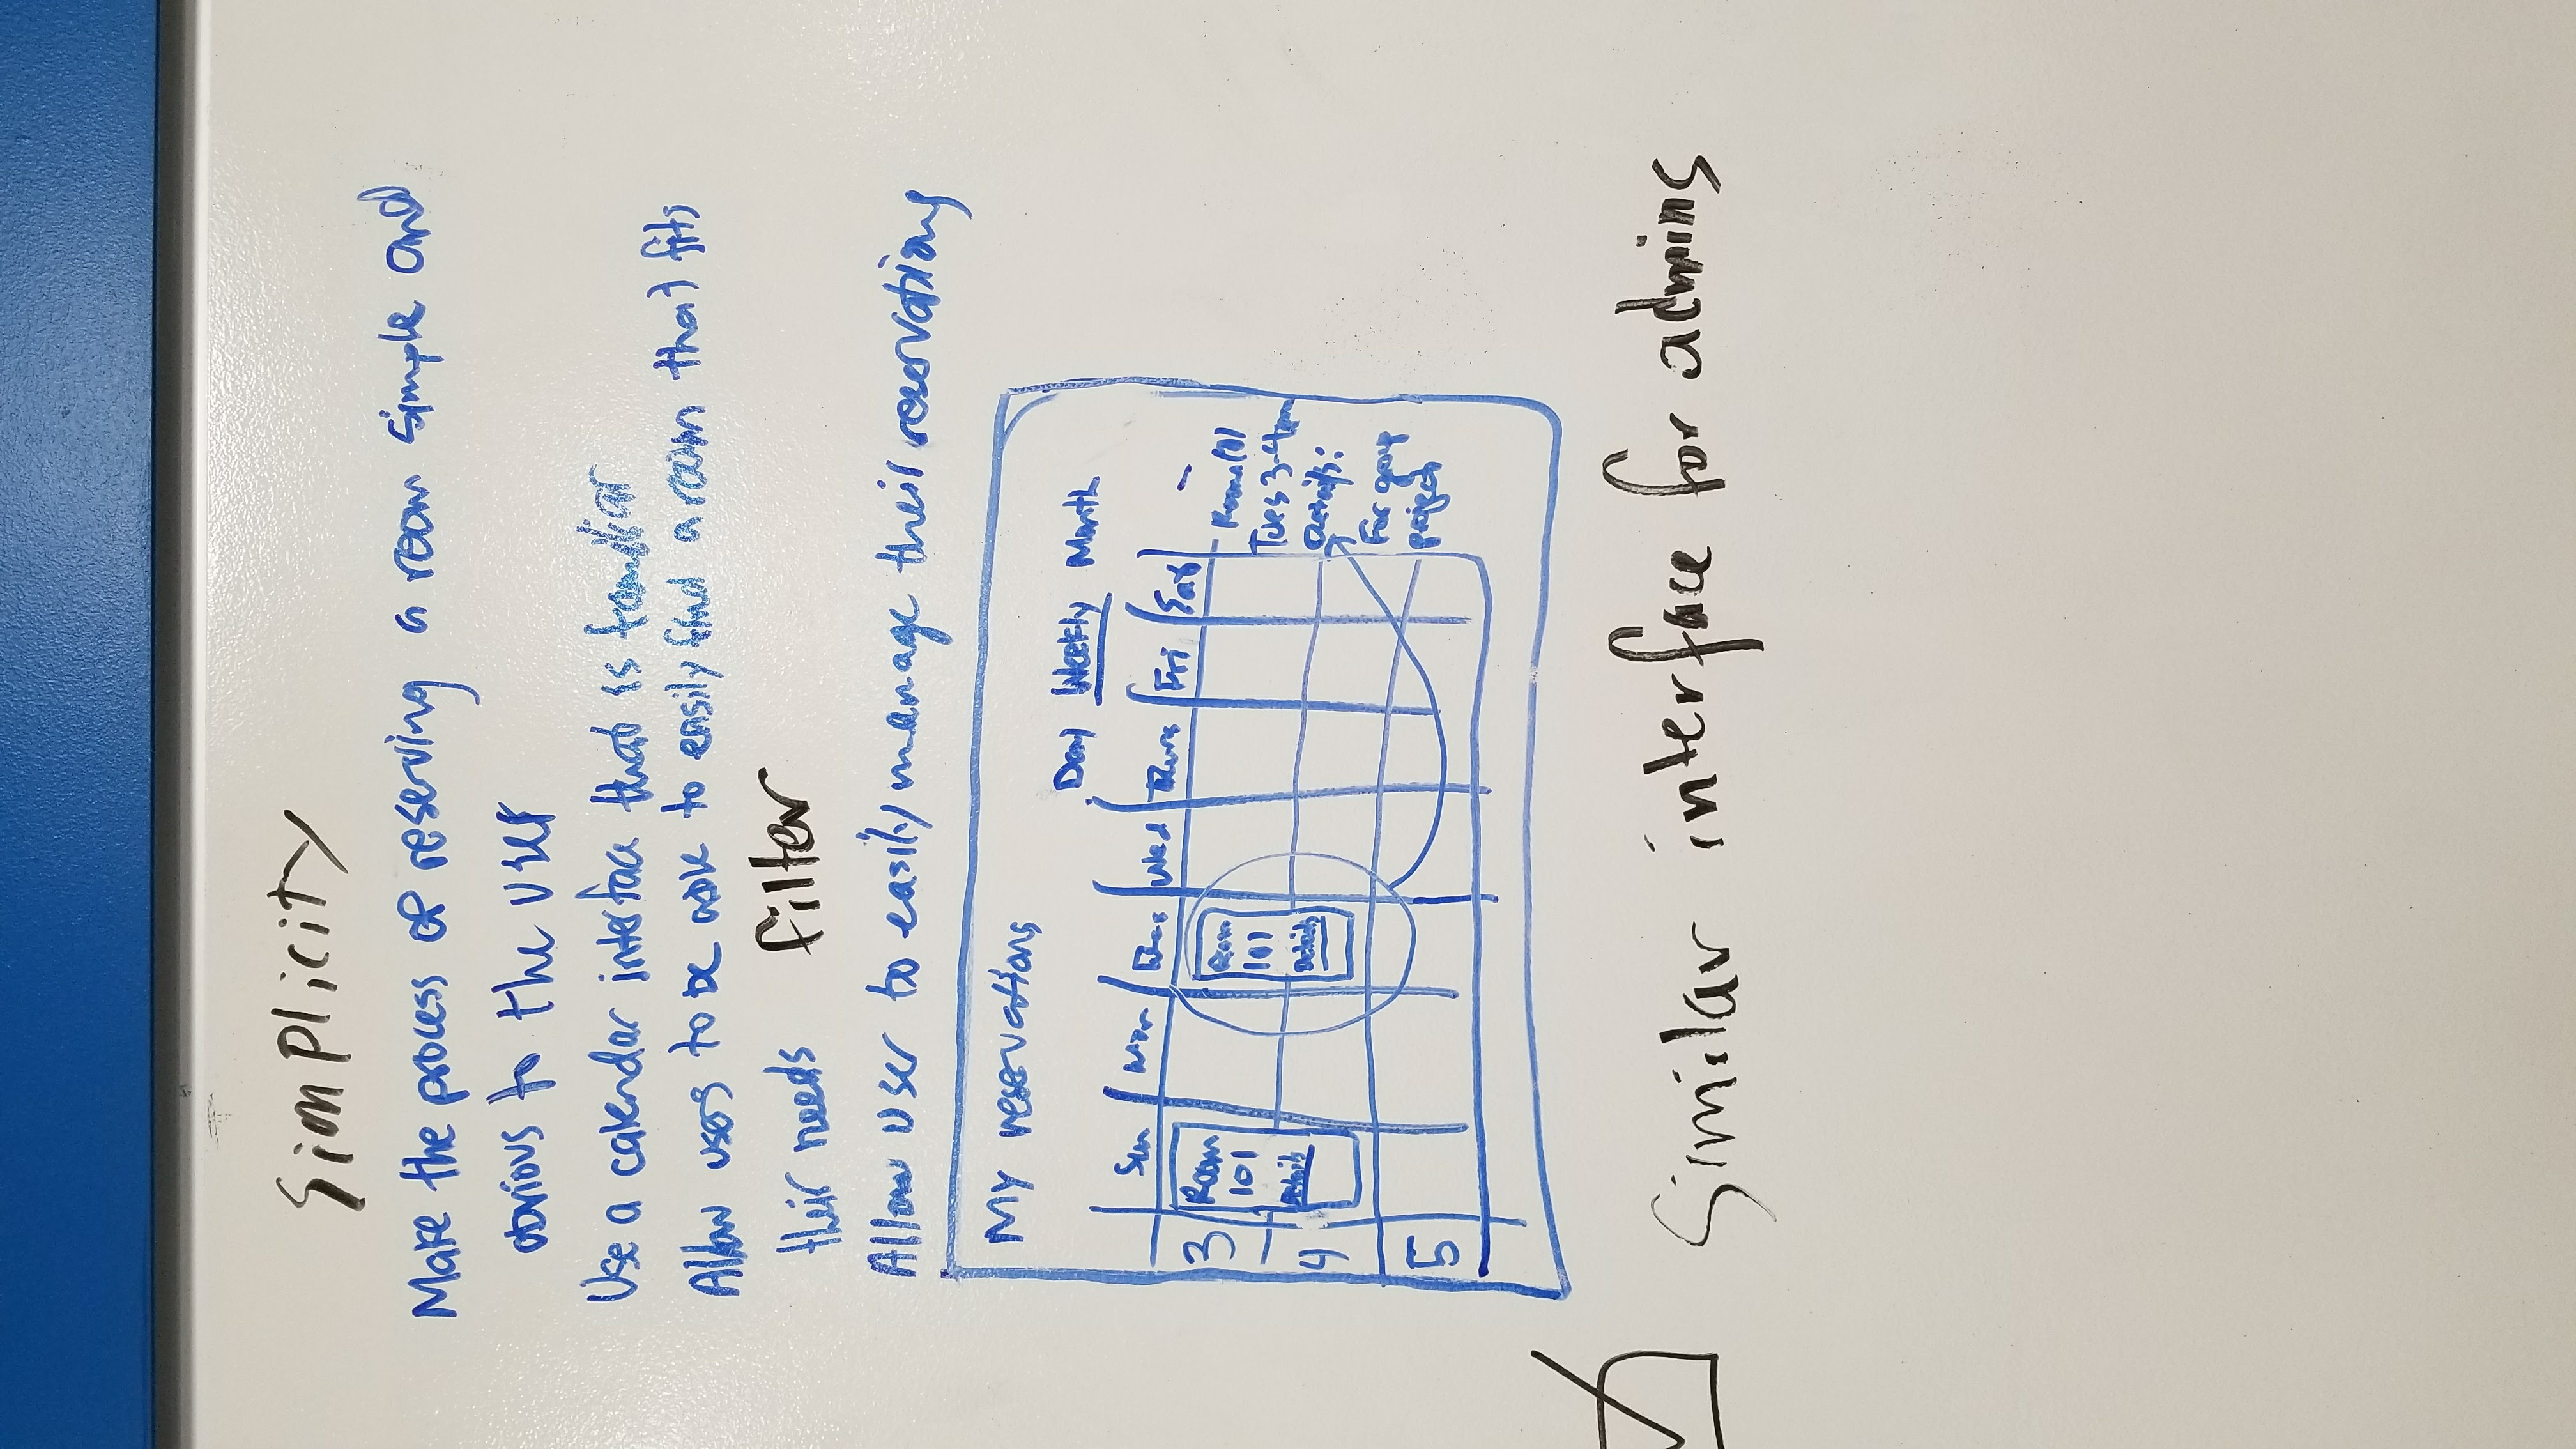 Simplicity
Make the process of reserving a room simple and
obvious to the user
Use a calendar interface that is familiar
Allow users to be able to easily find a room that fits
their needs filter
Allow user to easily manage their reservations
My reservations
Day Weekly Month
Sun Mon Tues Wed Thurs Fri Sat
3
Room
101
Details
Room
101
Details
4
5
Room 101
Tues 3-4pm
Details:
For group
project
Similar interface for admins